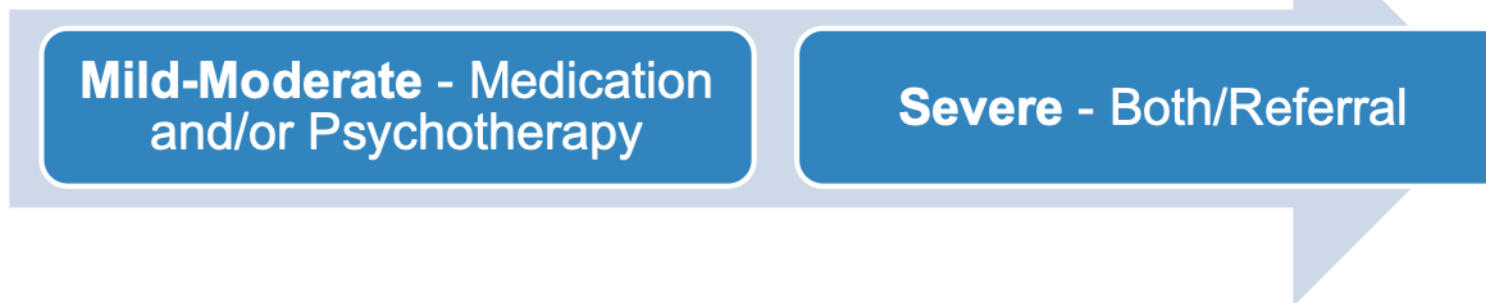 Mild-Moderate - Medication
and/or Psychotherapy
Severe - Both/Referral